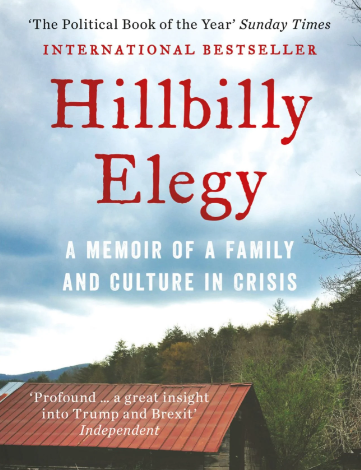 ‘The Political Book of the Year’ Sunday Times
INTERNATIONAL BESTSELLER
Hillbilly
Elegy
A MEMOIR OF A FAMILY
AND CULTURE IN CRISIS
‘Profound ... a great insight
into Trump and Brexit’
Independent